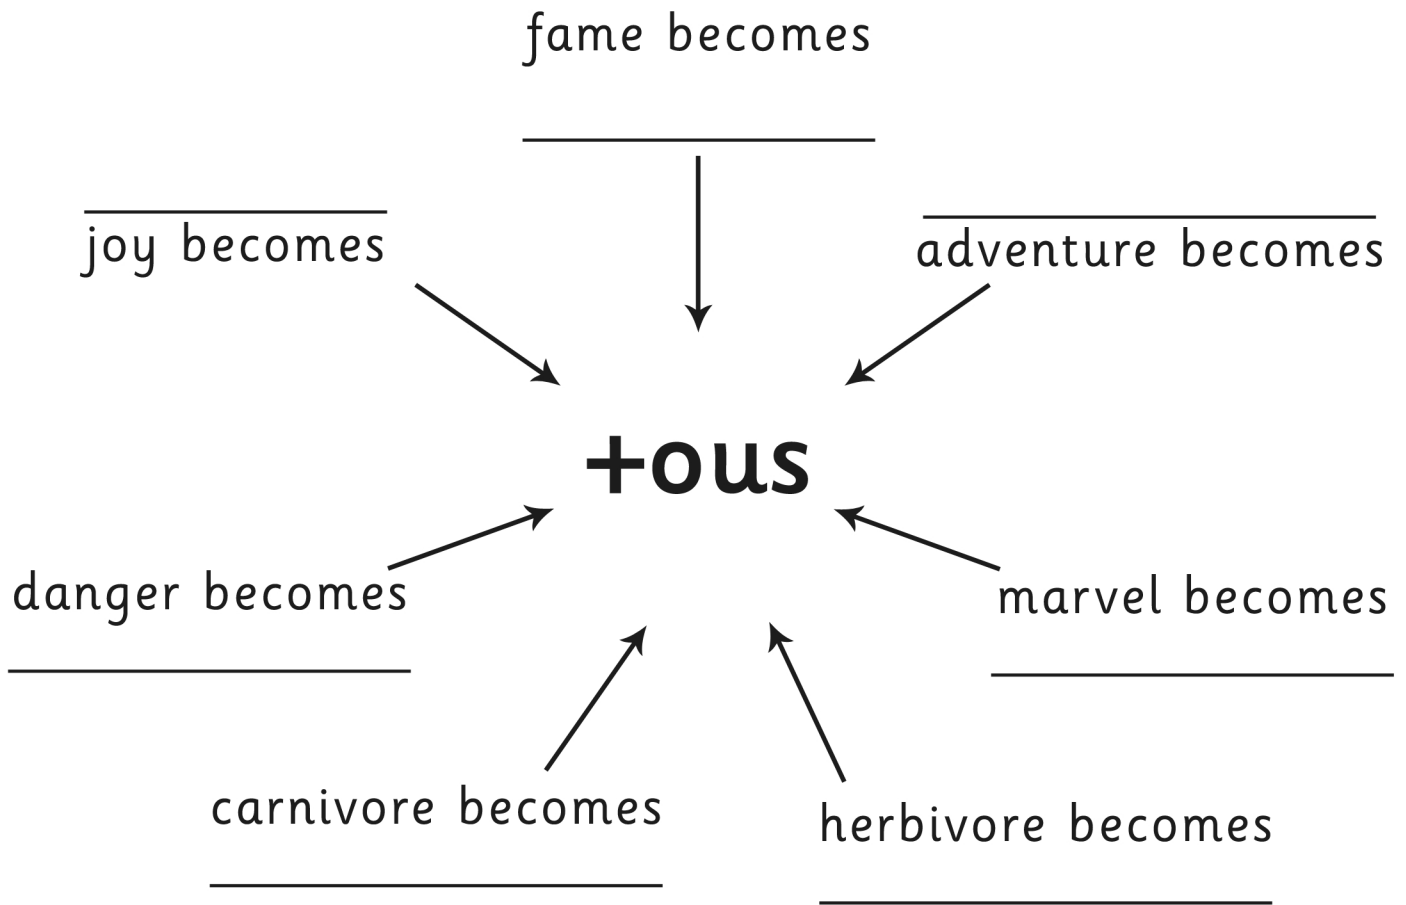 fame becomes
joy becomes
adventure becomes
+ous
danger becomes
marvel becomes
carnivore becomes
herbivore becomes